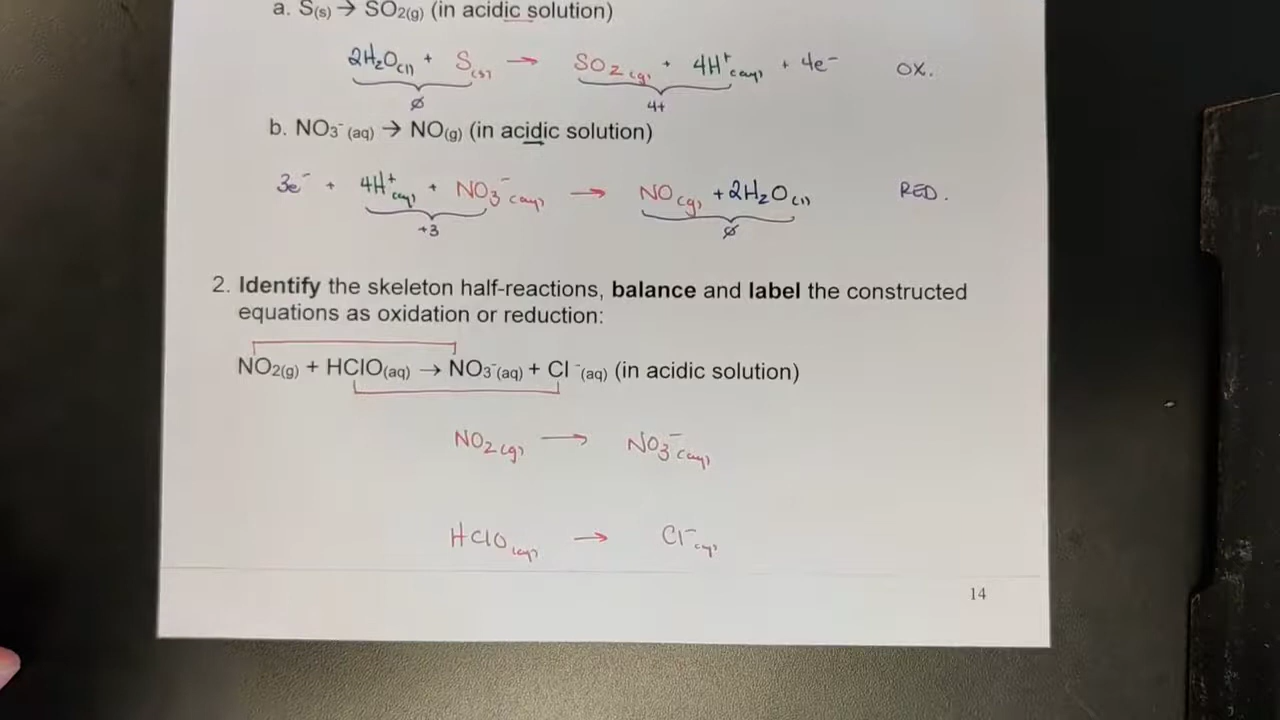 a. S(s) → SO2(g) (in acidic solution)
2H₂O(l) + S(s) → SO₂(g) + 4H⁺(aq) + 4e⁻ OX.
∅ 4+
b. NO3⁻(aq) → NO(g) (in acidic solution)
3e⁻ + 4H⁺(aq) + NO₃⁻(aq) → NO(g) + 2H₂O(l) RED.
+3 ∅
2. Identify the skeleton half-reactions, balance and label the constructed
equations as oxidation or reduction:
NO2(g) + HClO(aq) → NO3⁻(aq) + Cl⁻(aq) (in acidic solution)
NO₂(g) → NO₃⁻(aq)
HClO(aq) → Cl⁻(aq)
14